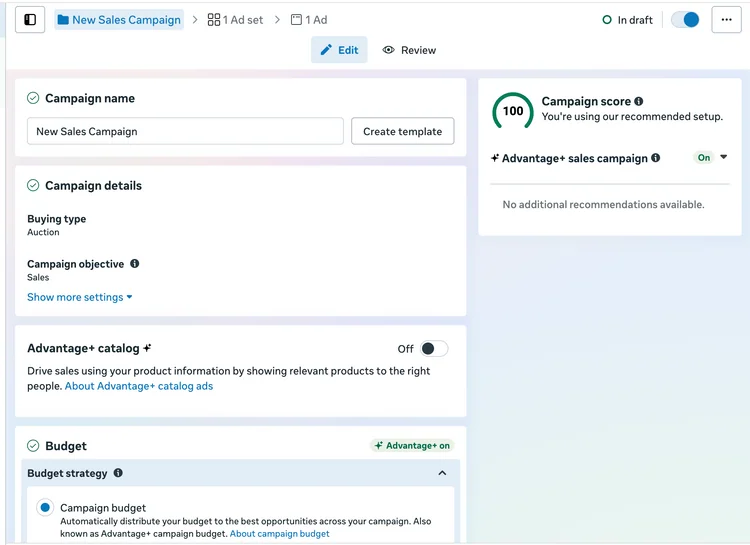 New Sales Campaign > 1 Ad set > 1 Ad
In draft
Edit
Review
Campaign name
New Sales Campaign
Create template
Campaign details
Buying type
Auction
Campaign objective
Sales
Show more settings
Advantage+ catalog
Off
Drive sales using your product information by showing relevant products to the right
people. About Advantage+ catalog ads
Budget
Advantage+ on
Budget strategy
Campaign budget
Automatically distribute your budget to the best opportunities across your campaign. Also
known as Advantage+ campaign budget. About campaign budget
100
Campaign score
You're using our recommended setup.
Advantage+ sales campaign
On
No additional recommendations available.